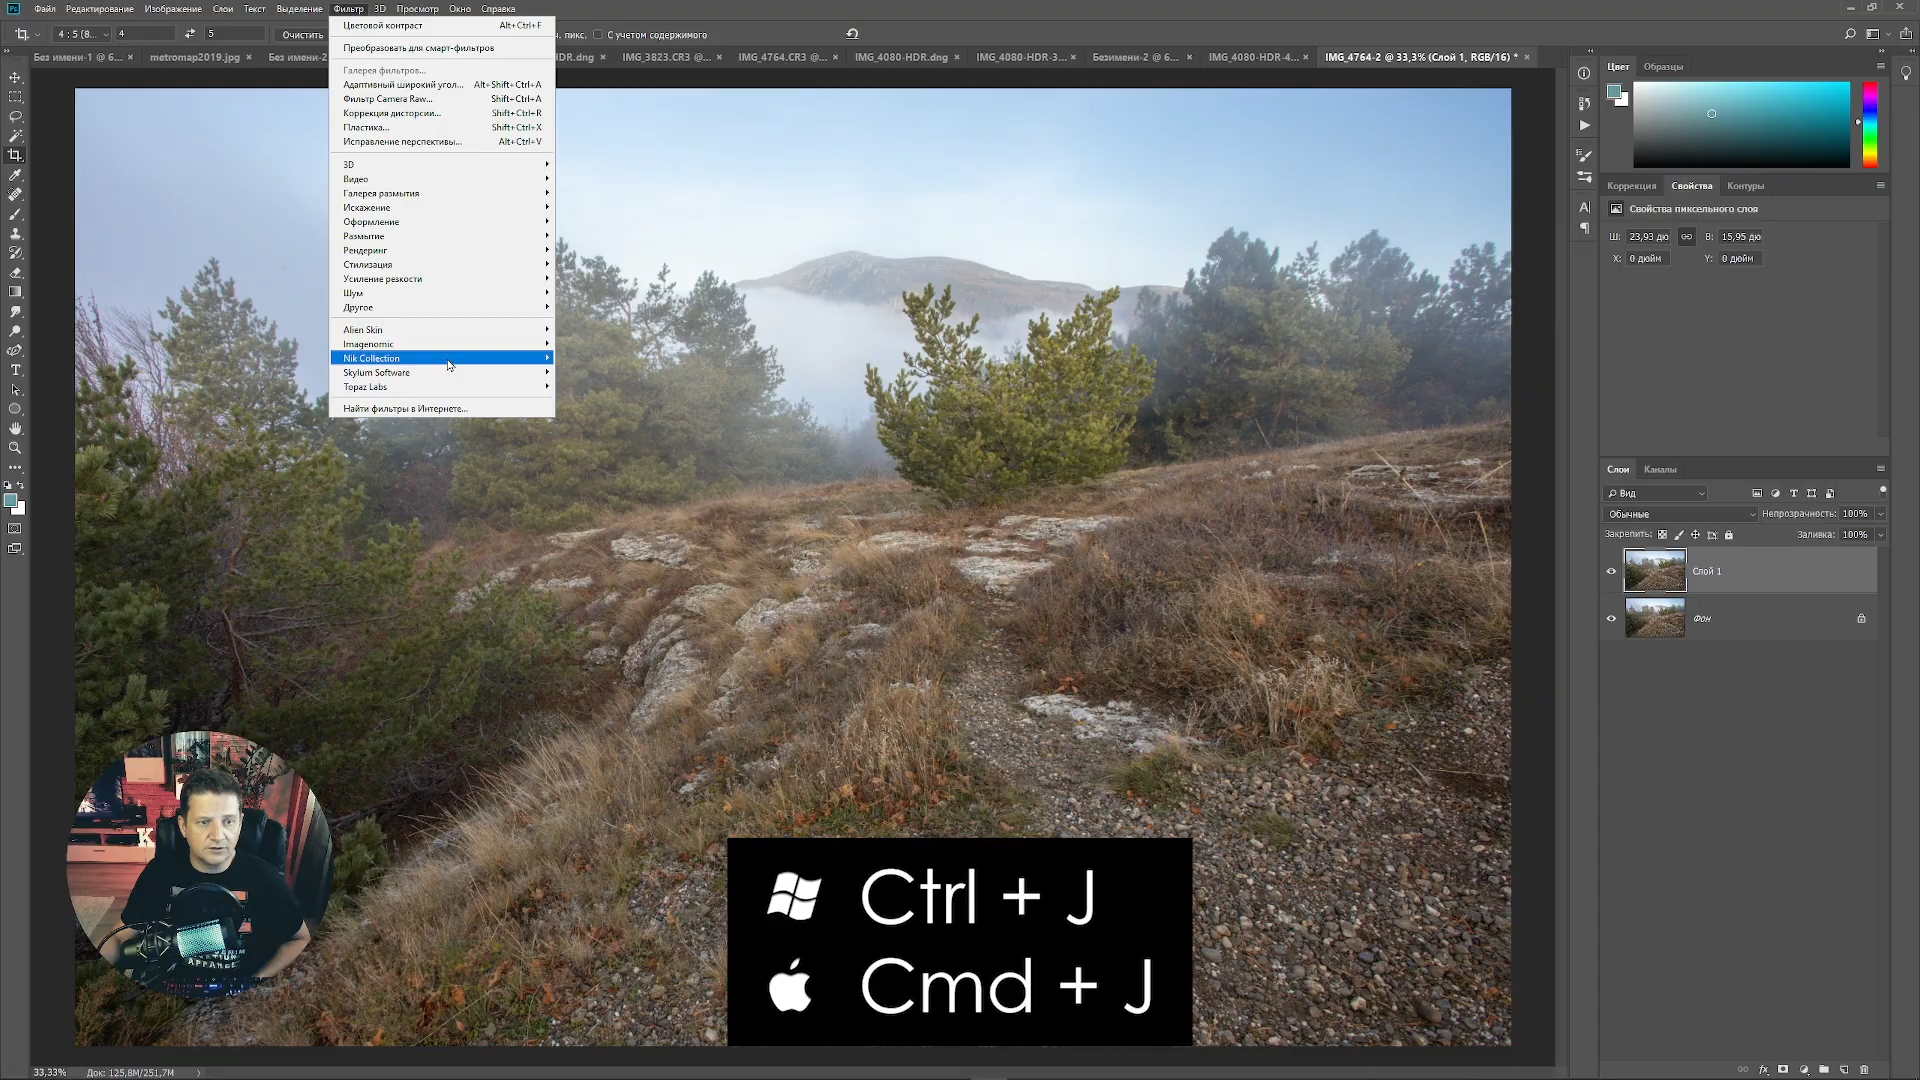 Файл Редактирование Изображение Слои Текст Выделение Фильтр 3D Просмотр Окно Справка
4 : 5 (8... 4 5 Очистить . пикс. С учетом содержимого
Без имени-1 @ 6... × metromap2019.jpg × Без имени-2 DR.dng × IMG_3823.CR3 @... × IMG_4764.CR3 @... × IMG_4080-HDR.dng × IMG_4080-HDR-3... × Безимени-2 @ 6... × IMG_4080-HDR-4... × IMG_4764-2 @ 33,3% (Слой 1, RGB/16) * ×
Цветовой контраст Alt+Ctrl+F
Преобразовать для смарт-фильтров
Галерея фильтров...
Адаптивный широкий угол... Alt+Shift+Ctrl+A
Фильтр Camera Raw... Shift+Ctrl+A
Коррекция дисторсии... Shift+Ctrl+R
Пластика... Shift+Ctrl+X
Исправление перспективы... Alt+Ctrl+V
3D
Видео
Галерея размытия
Искажение
Оформление
Размытие
Рендеринг
Стилизация
Усиление резкости
Шум
Другое
Alien Skin
Imagenomic
Nik Collection
Skylum Software
Topaz Labs
Найти фильтры в Интернете...
Цвет Образцы
Коррекция Свойства Контуры
Свойства пиксельного слоя
Ш: 23,93 дю В: 15,95 дю
X: 0 дюйм Y: 0 дюйм
Слои Каналы
Вид
Обычные Непрозрачность: 100%
Закрепить: Заливка: 100%
Слой 1
Фон
K
APPAREL
Ctrl + J
Cmd + J
33,33% Док: 125,8M/251,7M